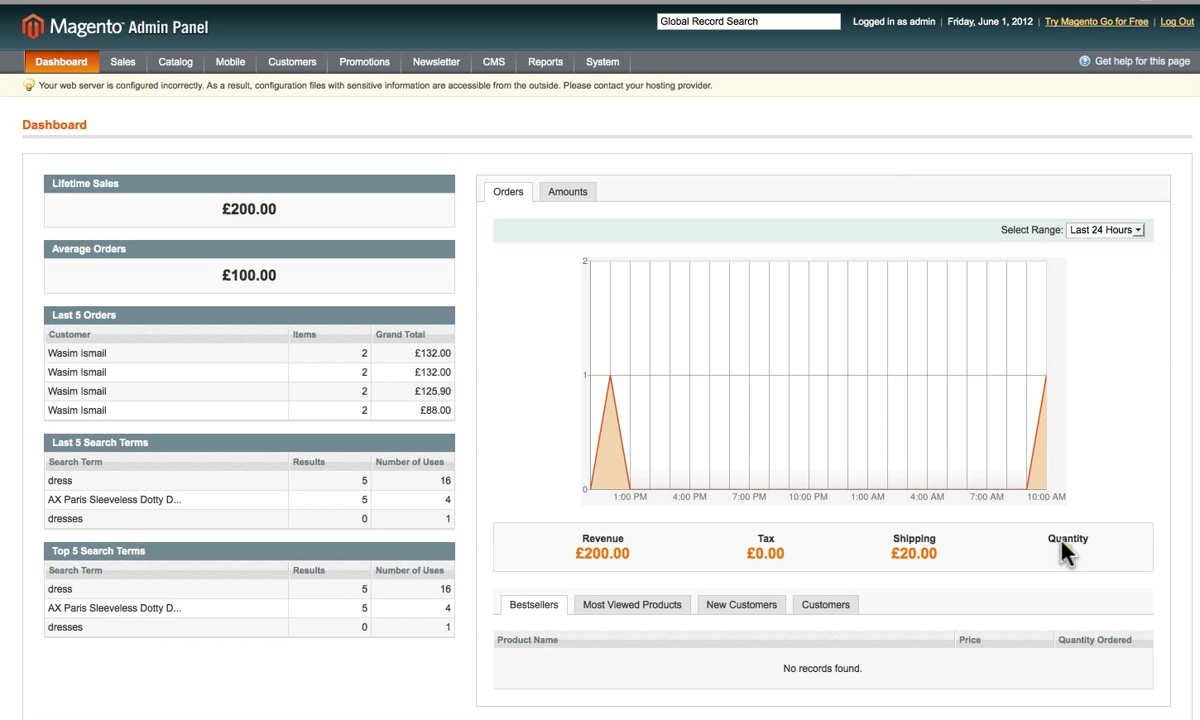 Magento Admin Panel
Global Record Search
Logged in as admin | Friday, June 1, 2012 | Try Magento Go for Free | Log Out
Dashboard Sales Catalog Mobile Customers Promotions Newsletter CMS Reports System
Get help for this page
Your web server is configured incorrectly. As a result, configuration files with sensitive information are accessible from the outside. Please contact your hosting provider.
Dashboard
Lifetime Sales
£200.00
Average Orders
£100.00
Last 5 Orders
Customer Items Grand Total
Wasim Ismail 2 £132.00
Wasim Ismail 2 £132.00
Wasim Ismail 2 £125.90
Wasim Ismail 2 £88.00
Last 5 Search Terms
Search Term Results Number of Uses
dress 5 16
AX Paris Sleeveless Dotty D... 5 4
dresses 0 1
Top 5 Search Terms
Search Term Results Number of Uses
dress 5 16
AX Paris Sleeveless Dotty D... 5 4
dresses 0 1
Orders Amounts
Select Range: Last 24 Hours
2
1
0
1:00 PM 4:00 PM 7:00 PM 10:00 PM 1:00 AM 4:00 AM 7:00 AM 10:00 AM
Revenue Tax Shipping Quantity
£200.00 £0.00 £20.00
Bestsellers Most Viewed Products New Customers Customers
Product Name Price Quantity Ordered
No records found.